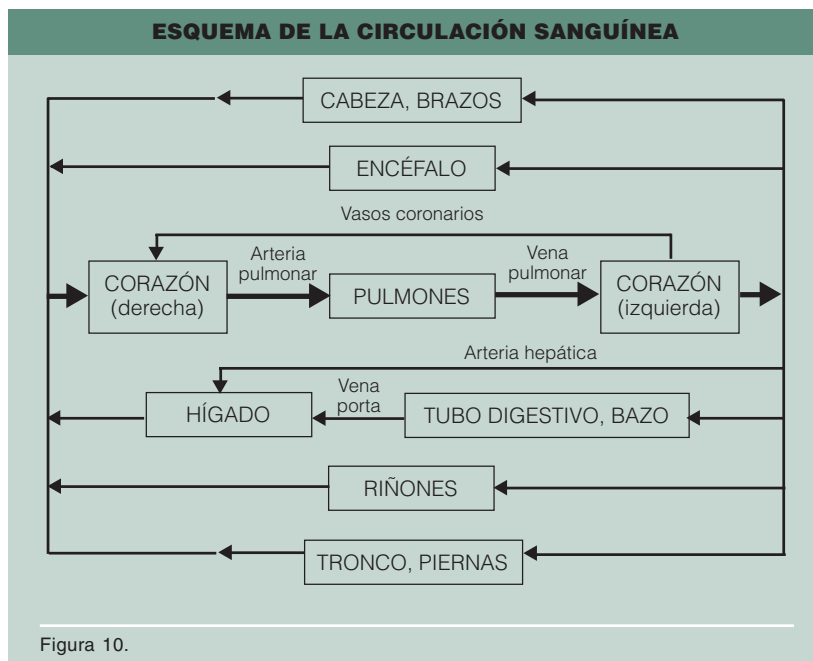 ESQUEMA DE LA CIRCULACIÓN SANGUÍNEA
CABEZA, BRAZOS
ENCÉFALO
Vasos coronarios
CORAZÓN
(derecha)
Arteria
pulmonar
PULMONES
Vena
pulmonar
CORAZÓN
(izquierda)
Arteria hepática
HÍGADO
Vena
porta
TUBO DIGESTIVO, BAZO
RIÑONES
TRONCO, PIERNAS
Figura 10.